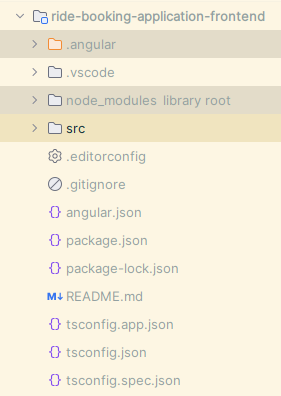 ride-booking-application-frontend
.angular
.vscode
node_modules library root
src
.editorconfig
.gitignore
{} angular.json
{} package.json
{} package-lock.json
M↓ README.md
{} tsconfig.app.json
{} tsconfig.json
{} tsconfig.spec.json